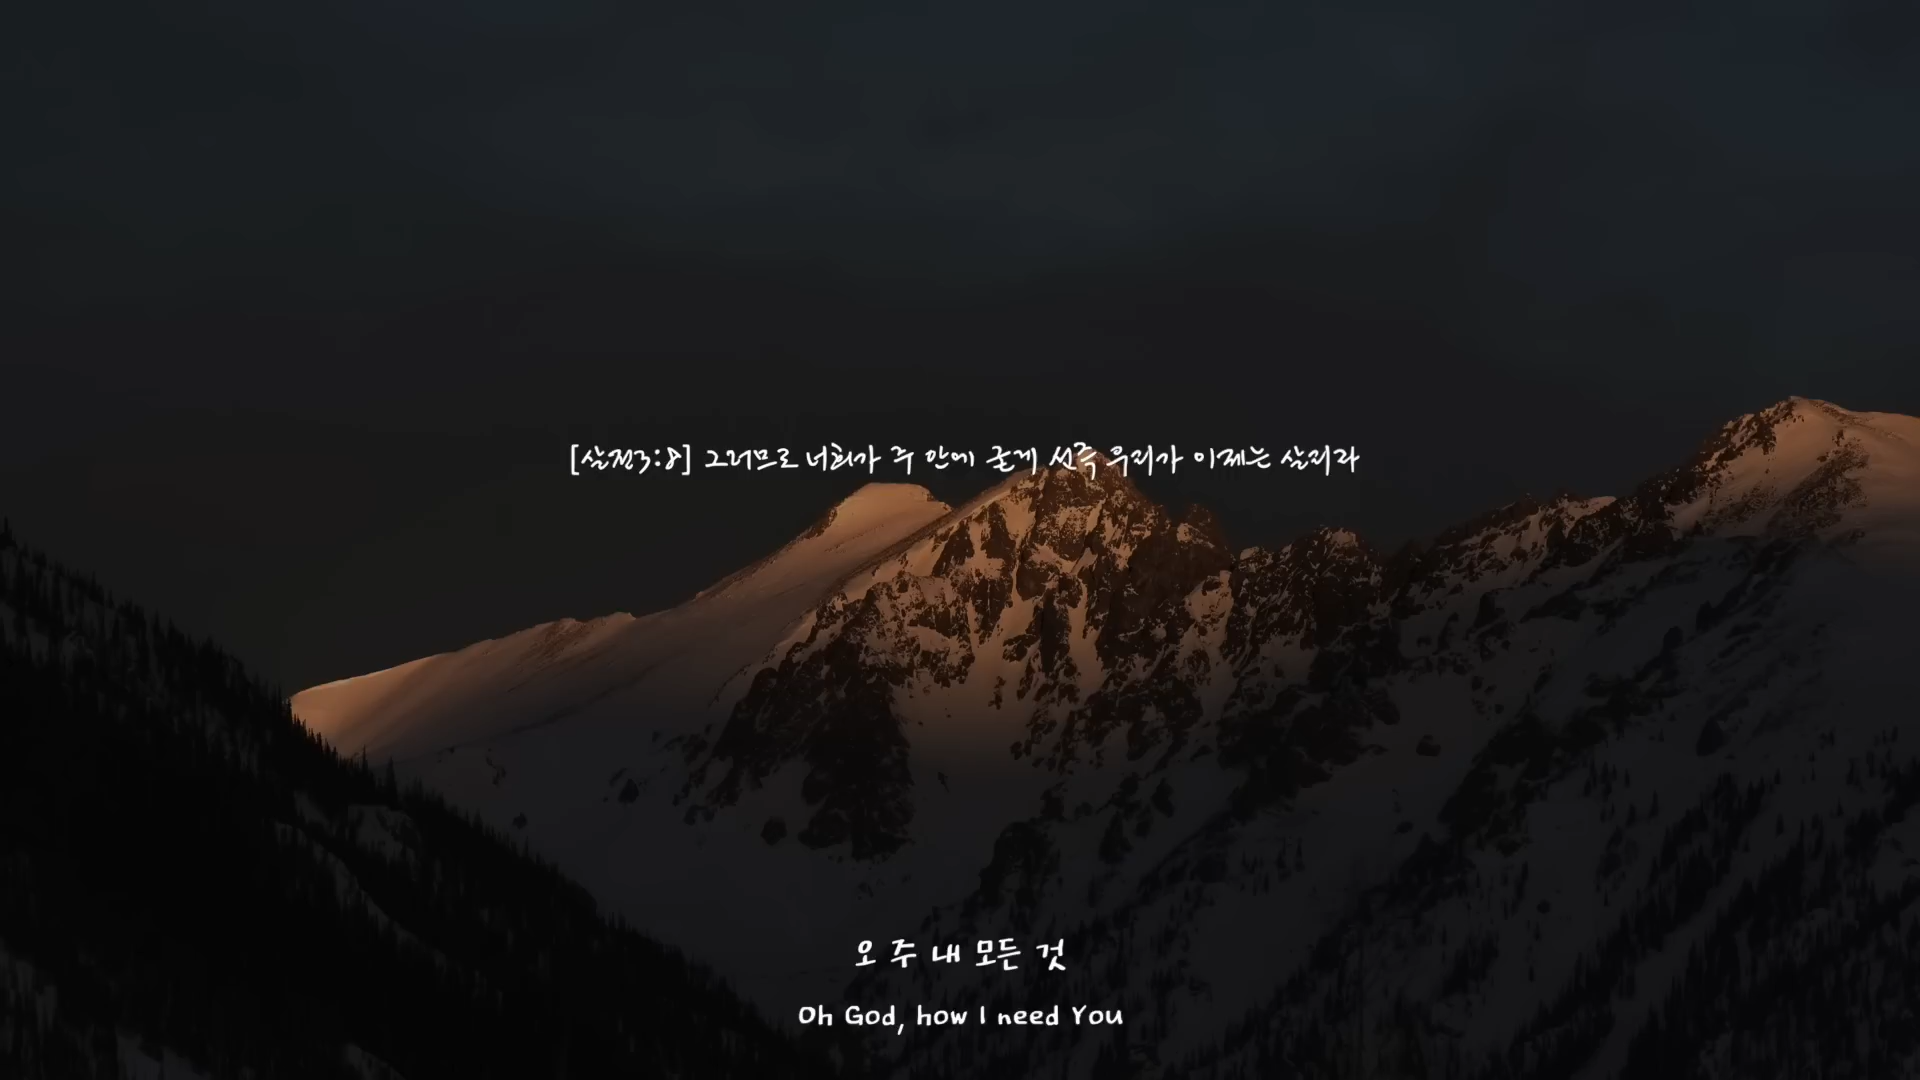 [살전3:8] 그러므로 너희가 주 안에 굳게 선즉 우리가 이제는 살리라
오 주 내 모든 것
Oh God, how I need You